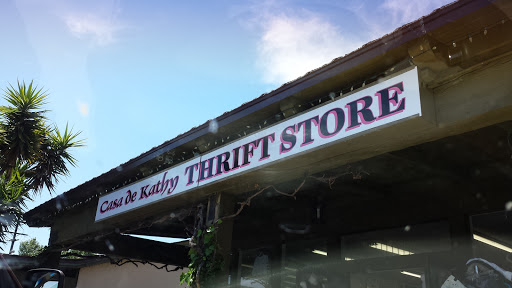 Casa de Kathy THRIFT STORE